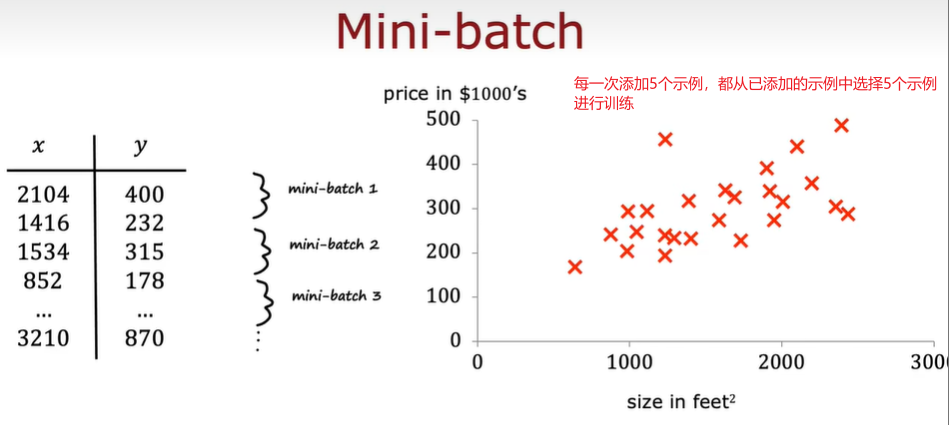 Mini-batch
每一次添加5个示例，都从已添加的示例中选择5个示例
进行训练
price in $1000's
x y
2104 400
1416 232
1534 315
852 178
... ...
3210 870
mini-batch 1
mini-batch 2
mini-batch 3
500
400
300
200
100
0
0 1000 2000 300
size in feet²